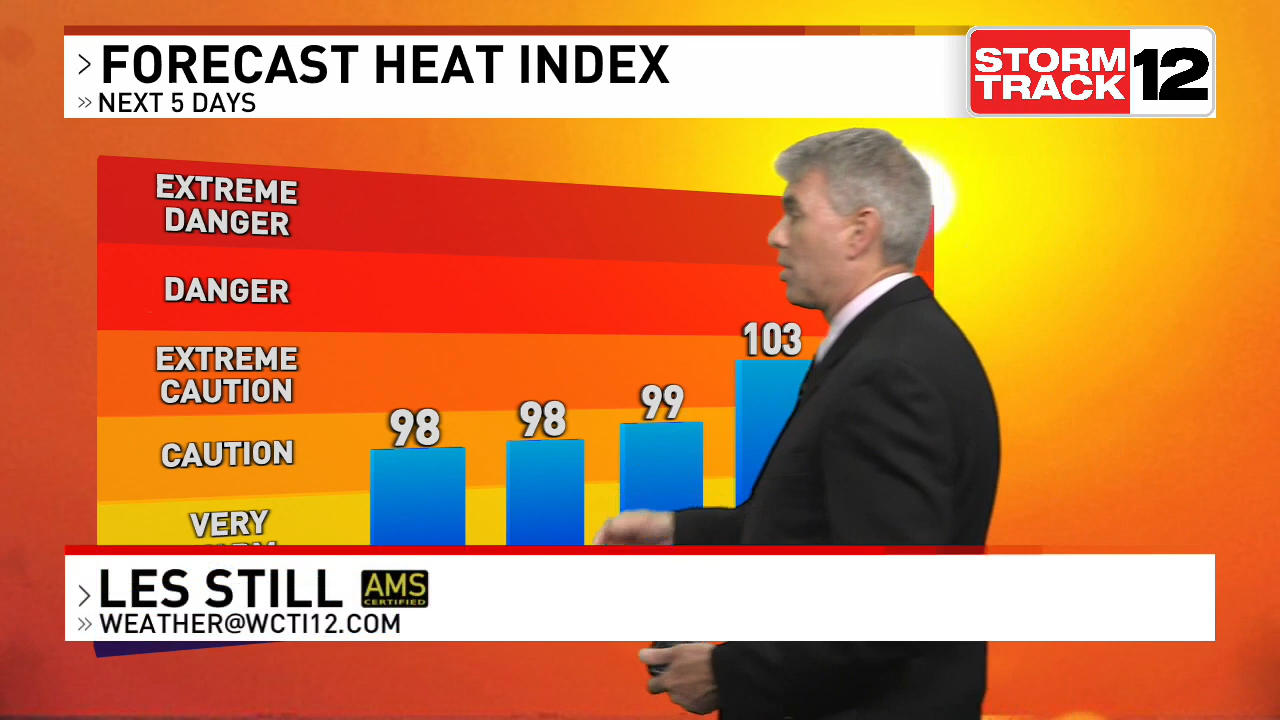 > FORECAST HEAT INDEX
» NEXT 5 DAYS
STORM
TRACK 12
EXTREME
DANGER
DANGER
EXTREME
CAUTION
CAUTION
VERY
98
98
99
103
> LES STILL
AMS
CERTIFIED
» WEATHER@WCTI12.COM